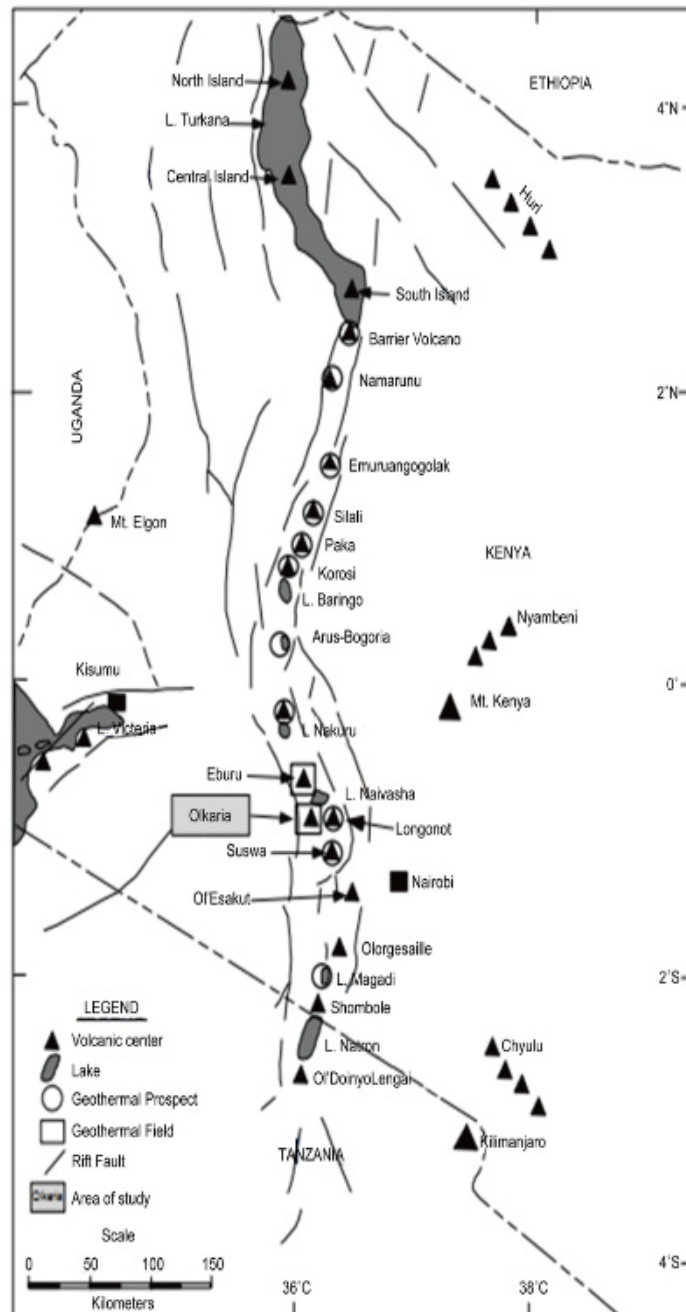 ETHIOPIA
4°N
North Island
L. Turkana
Central Island
Huri
South Island
Barrier Volcano
Namarunu
2°N
UGANDA
Emuruangogolak
Mt. Elgon
Silali
Paka
KENYA
Korosi
L. Baringo
Nyambeni
Arus-Bogoria
Kisumu
0°
Mt. Kenya
L. Victeria
L. Nakuru
Eburu
L. Naivasha
Olkaria
Longonot
Suswa
Nairobi
Ol'Esakut
Olorgesaille
L. Magadi
2°S
Shombole
L. Natron
Chyulu
Ol'DoinyoLengai
Kilimanjaro
TANZANIA
LEGEND
Volcanic center
Lake
Geothermal Prospect
Geothermal Field
Rift Fault
Olkaria Area of study
Scale
0 50 100 150
Kilometers
36°C
38°C
4°S